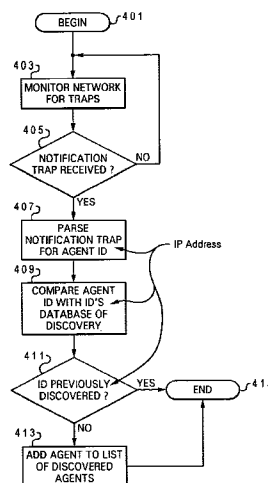 BEGIN
401
403
MONITOR NETWORK
FOR TRAPS
405
NOTIFICATION
TRAP RECEIVED ?
NO
YES
407
PARSE
NOTIFICATION TRAP
FOR AGENT ID
IP Address
409
COMPARE AGENT
ID WITH ID'S
DATABASE OF
DISCOVERY
411
ID PREVIOUSLY
DISCOVERED ?
YES
END
41
NO
413
ADD AGENT TO LIST
OF DISCOVERED
AGENTS